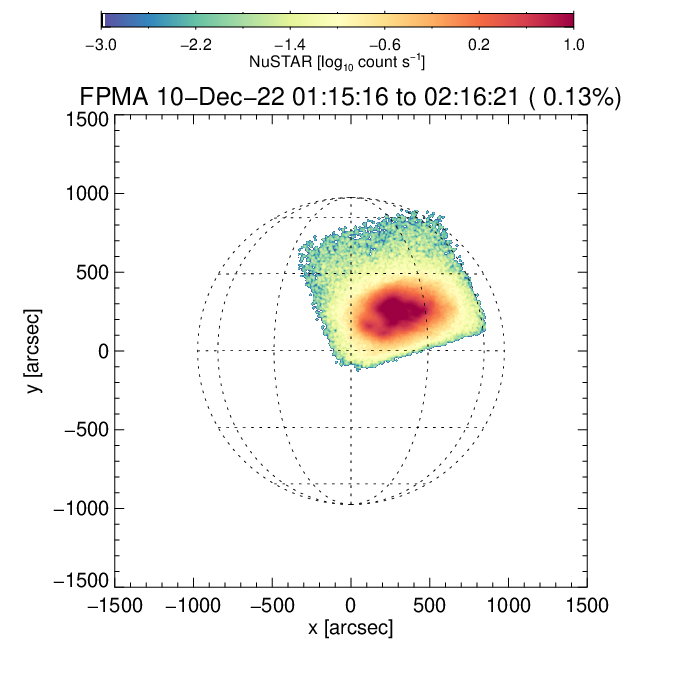 −3.0 −2.2 −1.4 −0.6 0.2 1.0
NuSTAR [log₁₀ count s⁻¹]
FPMA 10−Dec−22 01:15:16 to 02:16:21 ( 0.13%)
1500
1000
500
0
−500
−1000
−1500
y [arcsec]
−1500 −1000 −500 0 500 1000 1500
x [arcsec]